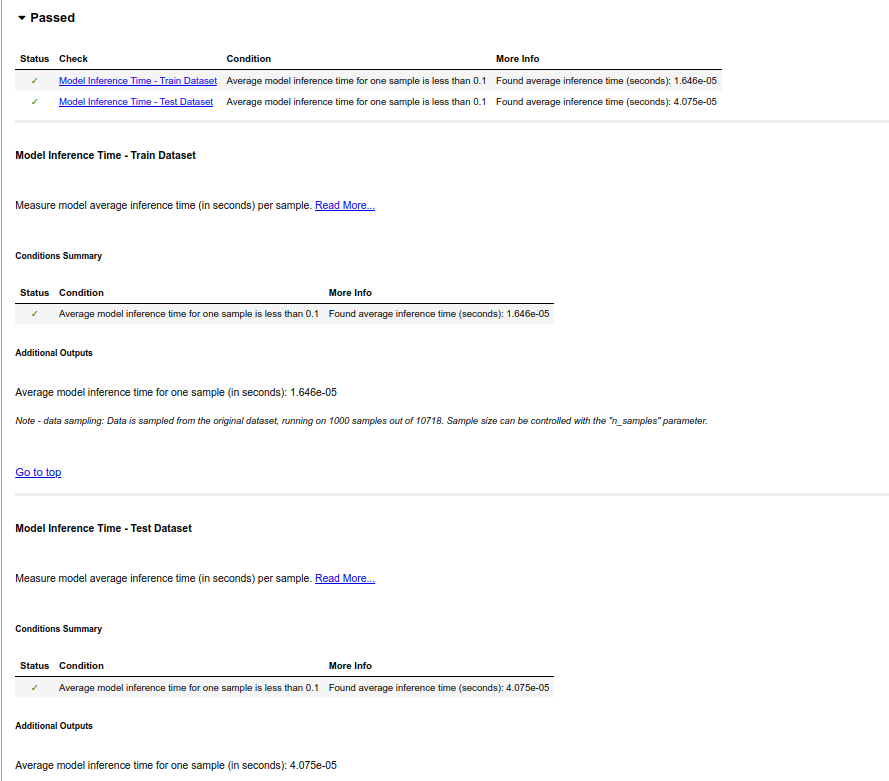 Passed
Status Check Condition More Info
✓ Model Inference Time - Train Dataset Average model inference time for one sample is less than 0.1 Found average inference time (seconds): 1.646e-05
✓ Model Inference Time - Test Dataset Average model inference time for one sample is less than 0.1 Found average inference time (seconds): 4.075e-05
Model Inference Time - Train Dataset
Measure model average inference time (in seconds) per sample. Read More...
Conditions Summary
Status Condition More Info
✓ Average model inference time for one sample is less than 0.1 Found average inference time (seconds): 1.646e-05
Additional Outputs
Average model inference time for one sample (in seconds): 1.646e-05
Note - data sampling: Data is sampled from the original dataset, running on 1000 samples out of 10718. Sample size can be controlled with the "n_samples" parameter.
Go to top
Model Inference Time - Test Dataset
Measure model average inference time (in seconds) per sample. Read More...
Conditions Summary
Status Condition More Info
✓ Average model inference time for one sample is less than 0.1 Found average inference time (seconds): 4.075e-05
Additional Outputs
Average model inference time for one sample (in seconds): 4.075e-05